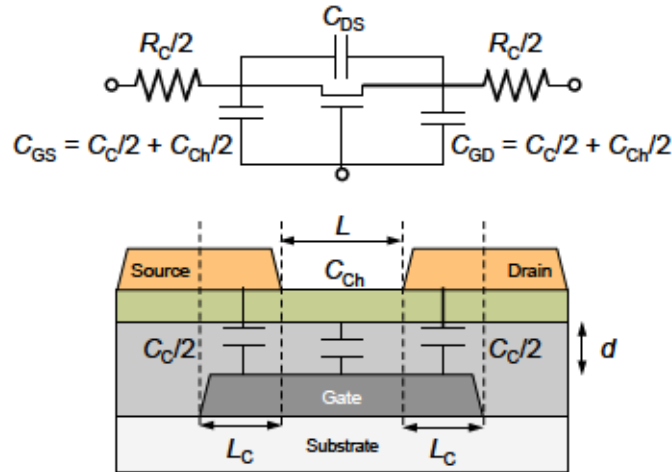 C_DS
R_C/2 R_C/2
C_GS = C_C/2 + C_Ch/2 C_GD = C_C/2 + C_Ch/2
L
Source C_Ch Drain
C_C/2 C_C/2 d
Gate
L_C Substrate L_C